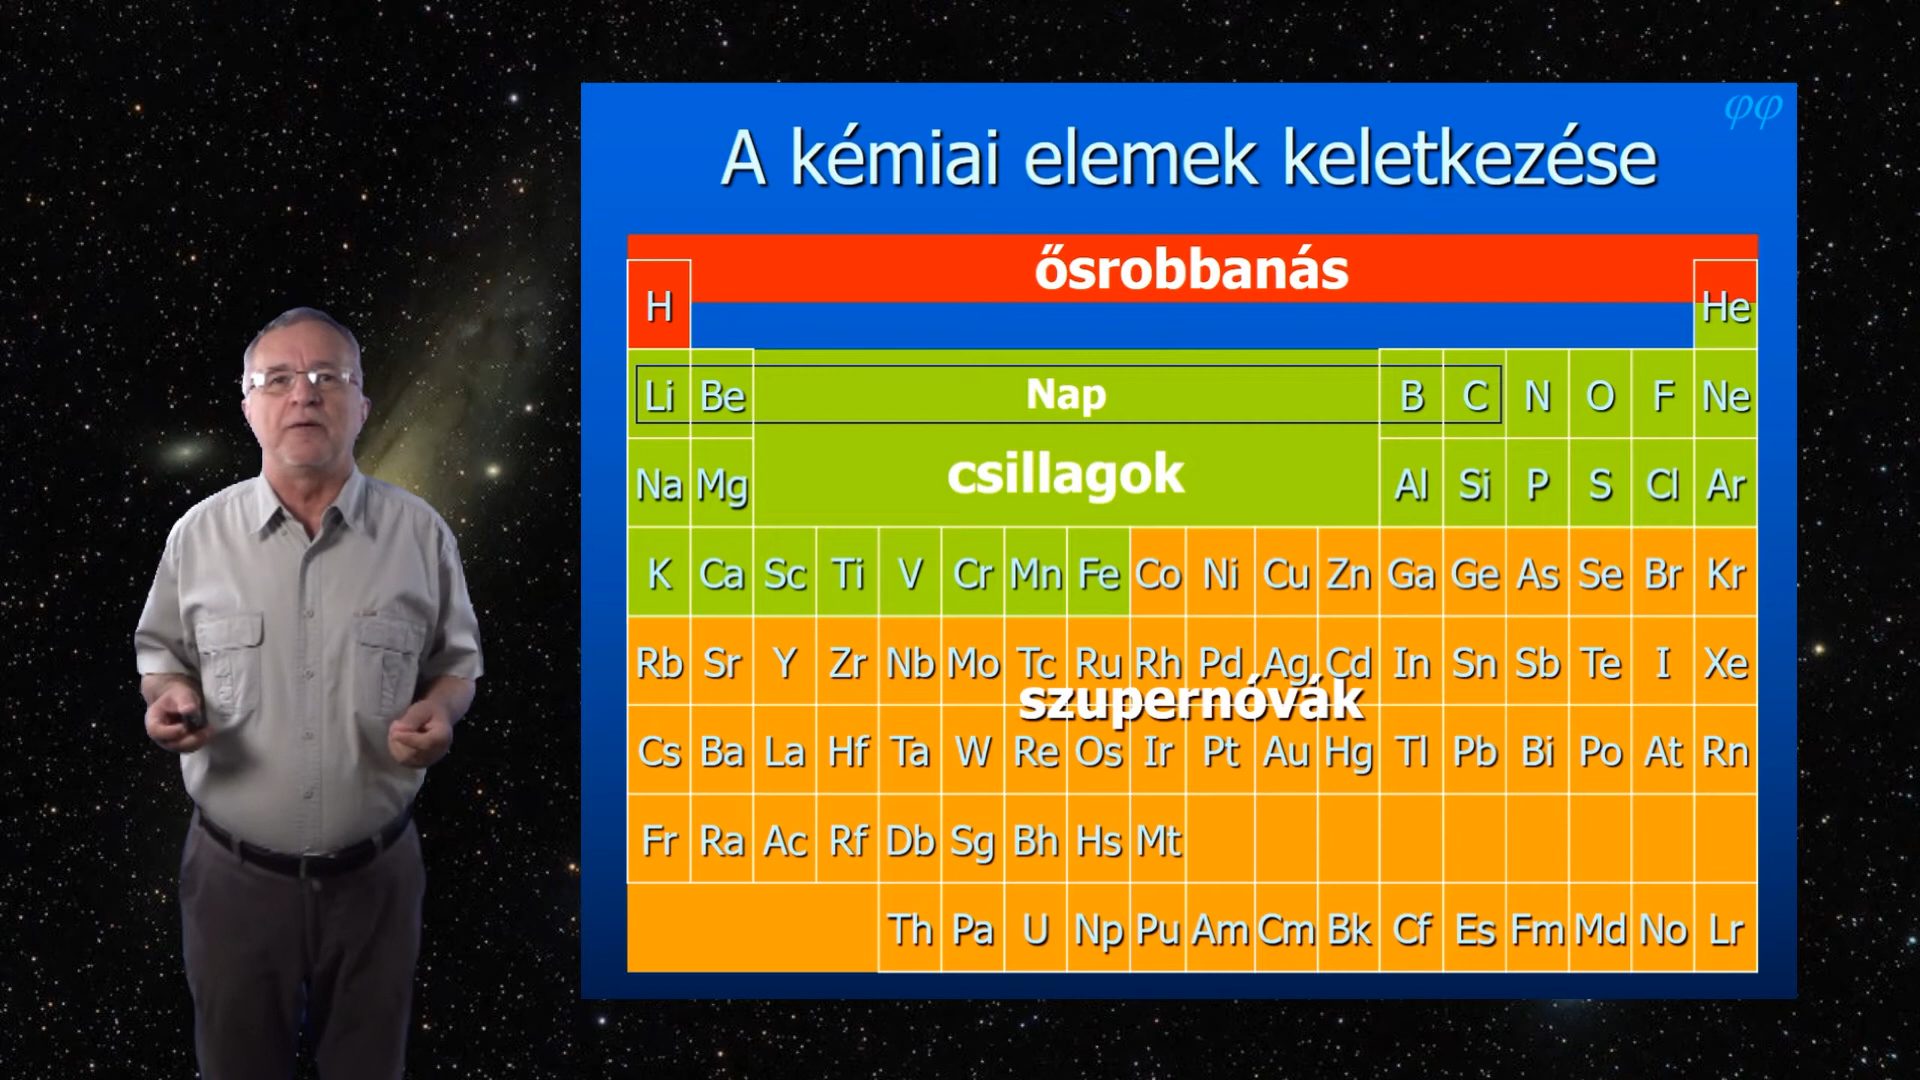 φφ
A kémiai elemek keletkezése
ősrobbanás
H He
Li Be Nap B C N O F Ne
Na Mg csillagok Al Si P S Cl Ar
K Ca Sc Ti V Cr Mn Fe Co Ni Cu Zn Ga Ge As Se Br Kr
Rb Sr Y Zr Nb Mo Tc Ru Rh Pd Ag Cd In Sn Sb Te I Xe
szupernóvák
Cs Ba La Hf Ta W Re Os Ir Pt Au Hg Tl Pb Bi Po At Rn
Fr Ra Ac Rf Db Sg Bh Hs Mt
Th Pa U Np Pu Am Cm Bk Cf Es Fm Md No Lr